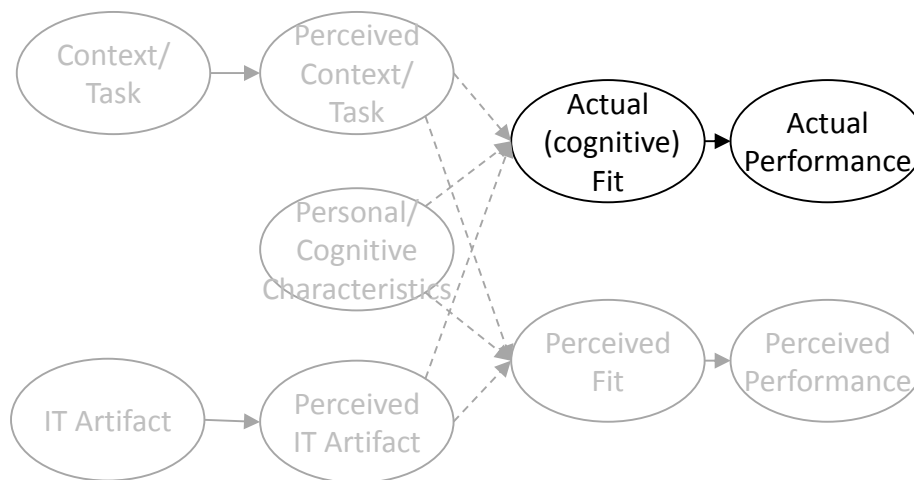 Context/
Task
Perceived
Context/
Task
Actual
(cognitive)
Fit
Actual
Performance
Personal/
Cognitive
Characteristics
Perceived
Fit
Perceived
Performance
IT Artifact
Perceived
IT Artifact